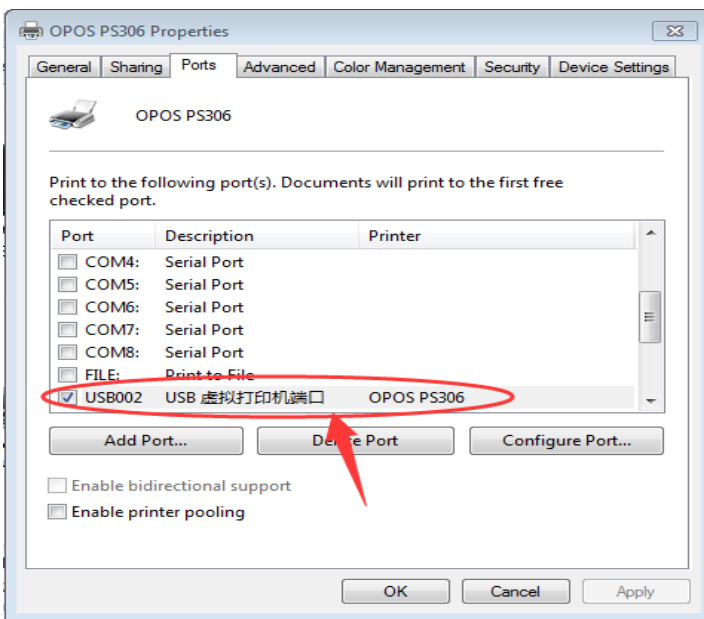 OPOS PS306 Properties
General Sharing Ports Advanced Color Management Security Device Settings
OPOS PS306
Print to the following port(s). Documents will print to the first free
checked port.
Port Description Printer
COM4: Serial Port
COM5: Serial Port
COM6: Serial Port
COM7: Serial Port
COM8: Serial Port
FILE: Print to File
USB002 USB 虚拟打印机端口 OPOS PS306
Add Port... Delete Port Configure Port...
Enable bidirectional support
Enable printer pooling
OK Cancel Apply